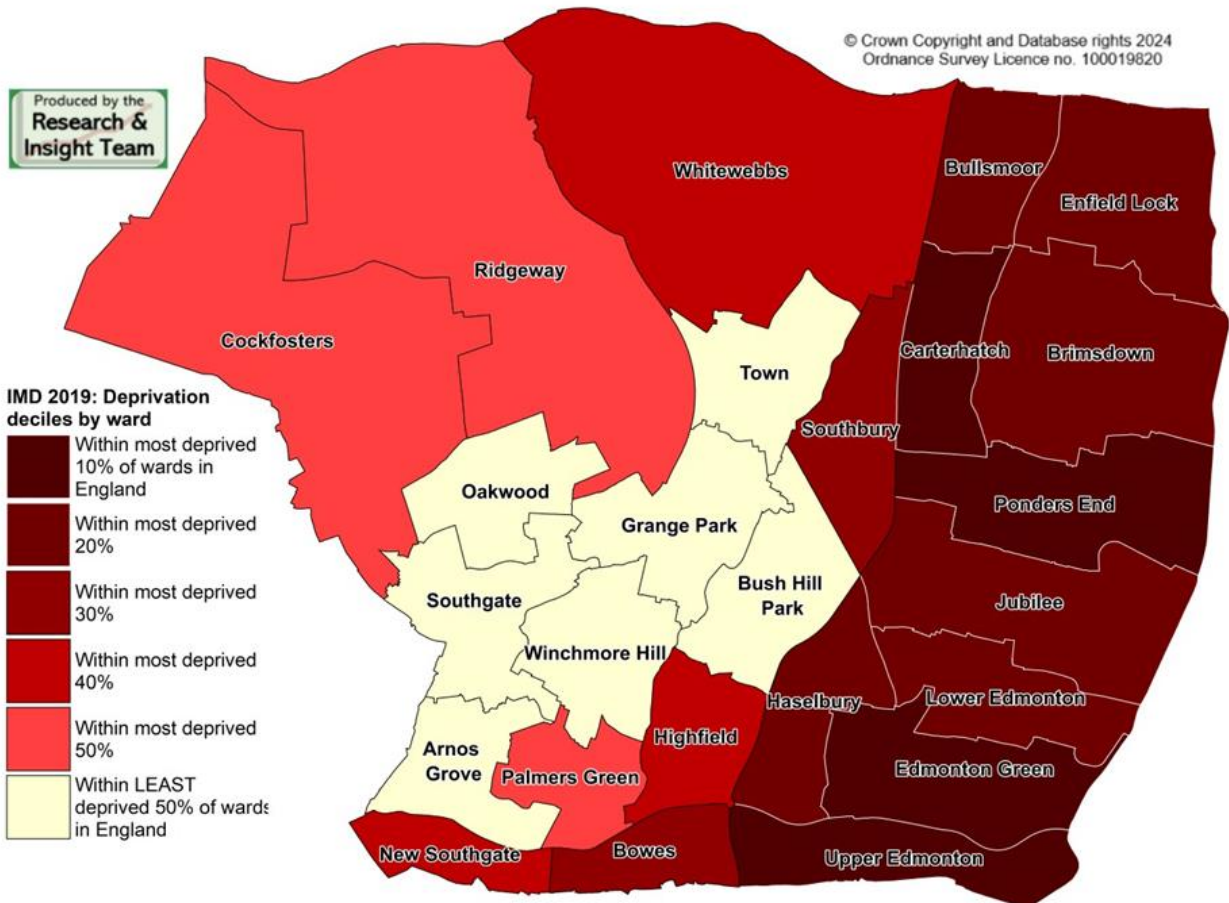 © Crown Copyright and Database rights 2024
Ordnance Survey Licence no. 100019820
Produced by the
Research &
Insight Team
Whitewebbs
Bullsmoor
Enfield Lock
Ridgeway
Cockfosters
Carterhatch
Brimsdown
Town
Southbury
Oakwood
Grange Park
Ponders End
Bush Hill
Park
Southgate
Jubilee
Winchmore Hill
Haselbury
Lower Edmonton
Highfield
Arnos
Grove
Palmers Green
Edmonton Green
New Southgate
Bowes
Upper Edmonton
IMD 2019: Deprivation
deciles by ward
Within most deprived
10% of wards in
England
Within most deprived
20%
Within most deprived
30%
Within most deprived
40%
Within most deprived
50%
Within LEAST
deprived 50% of wards
in England